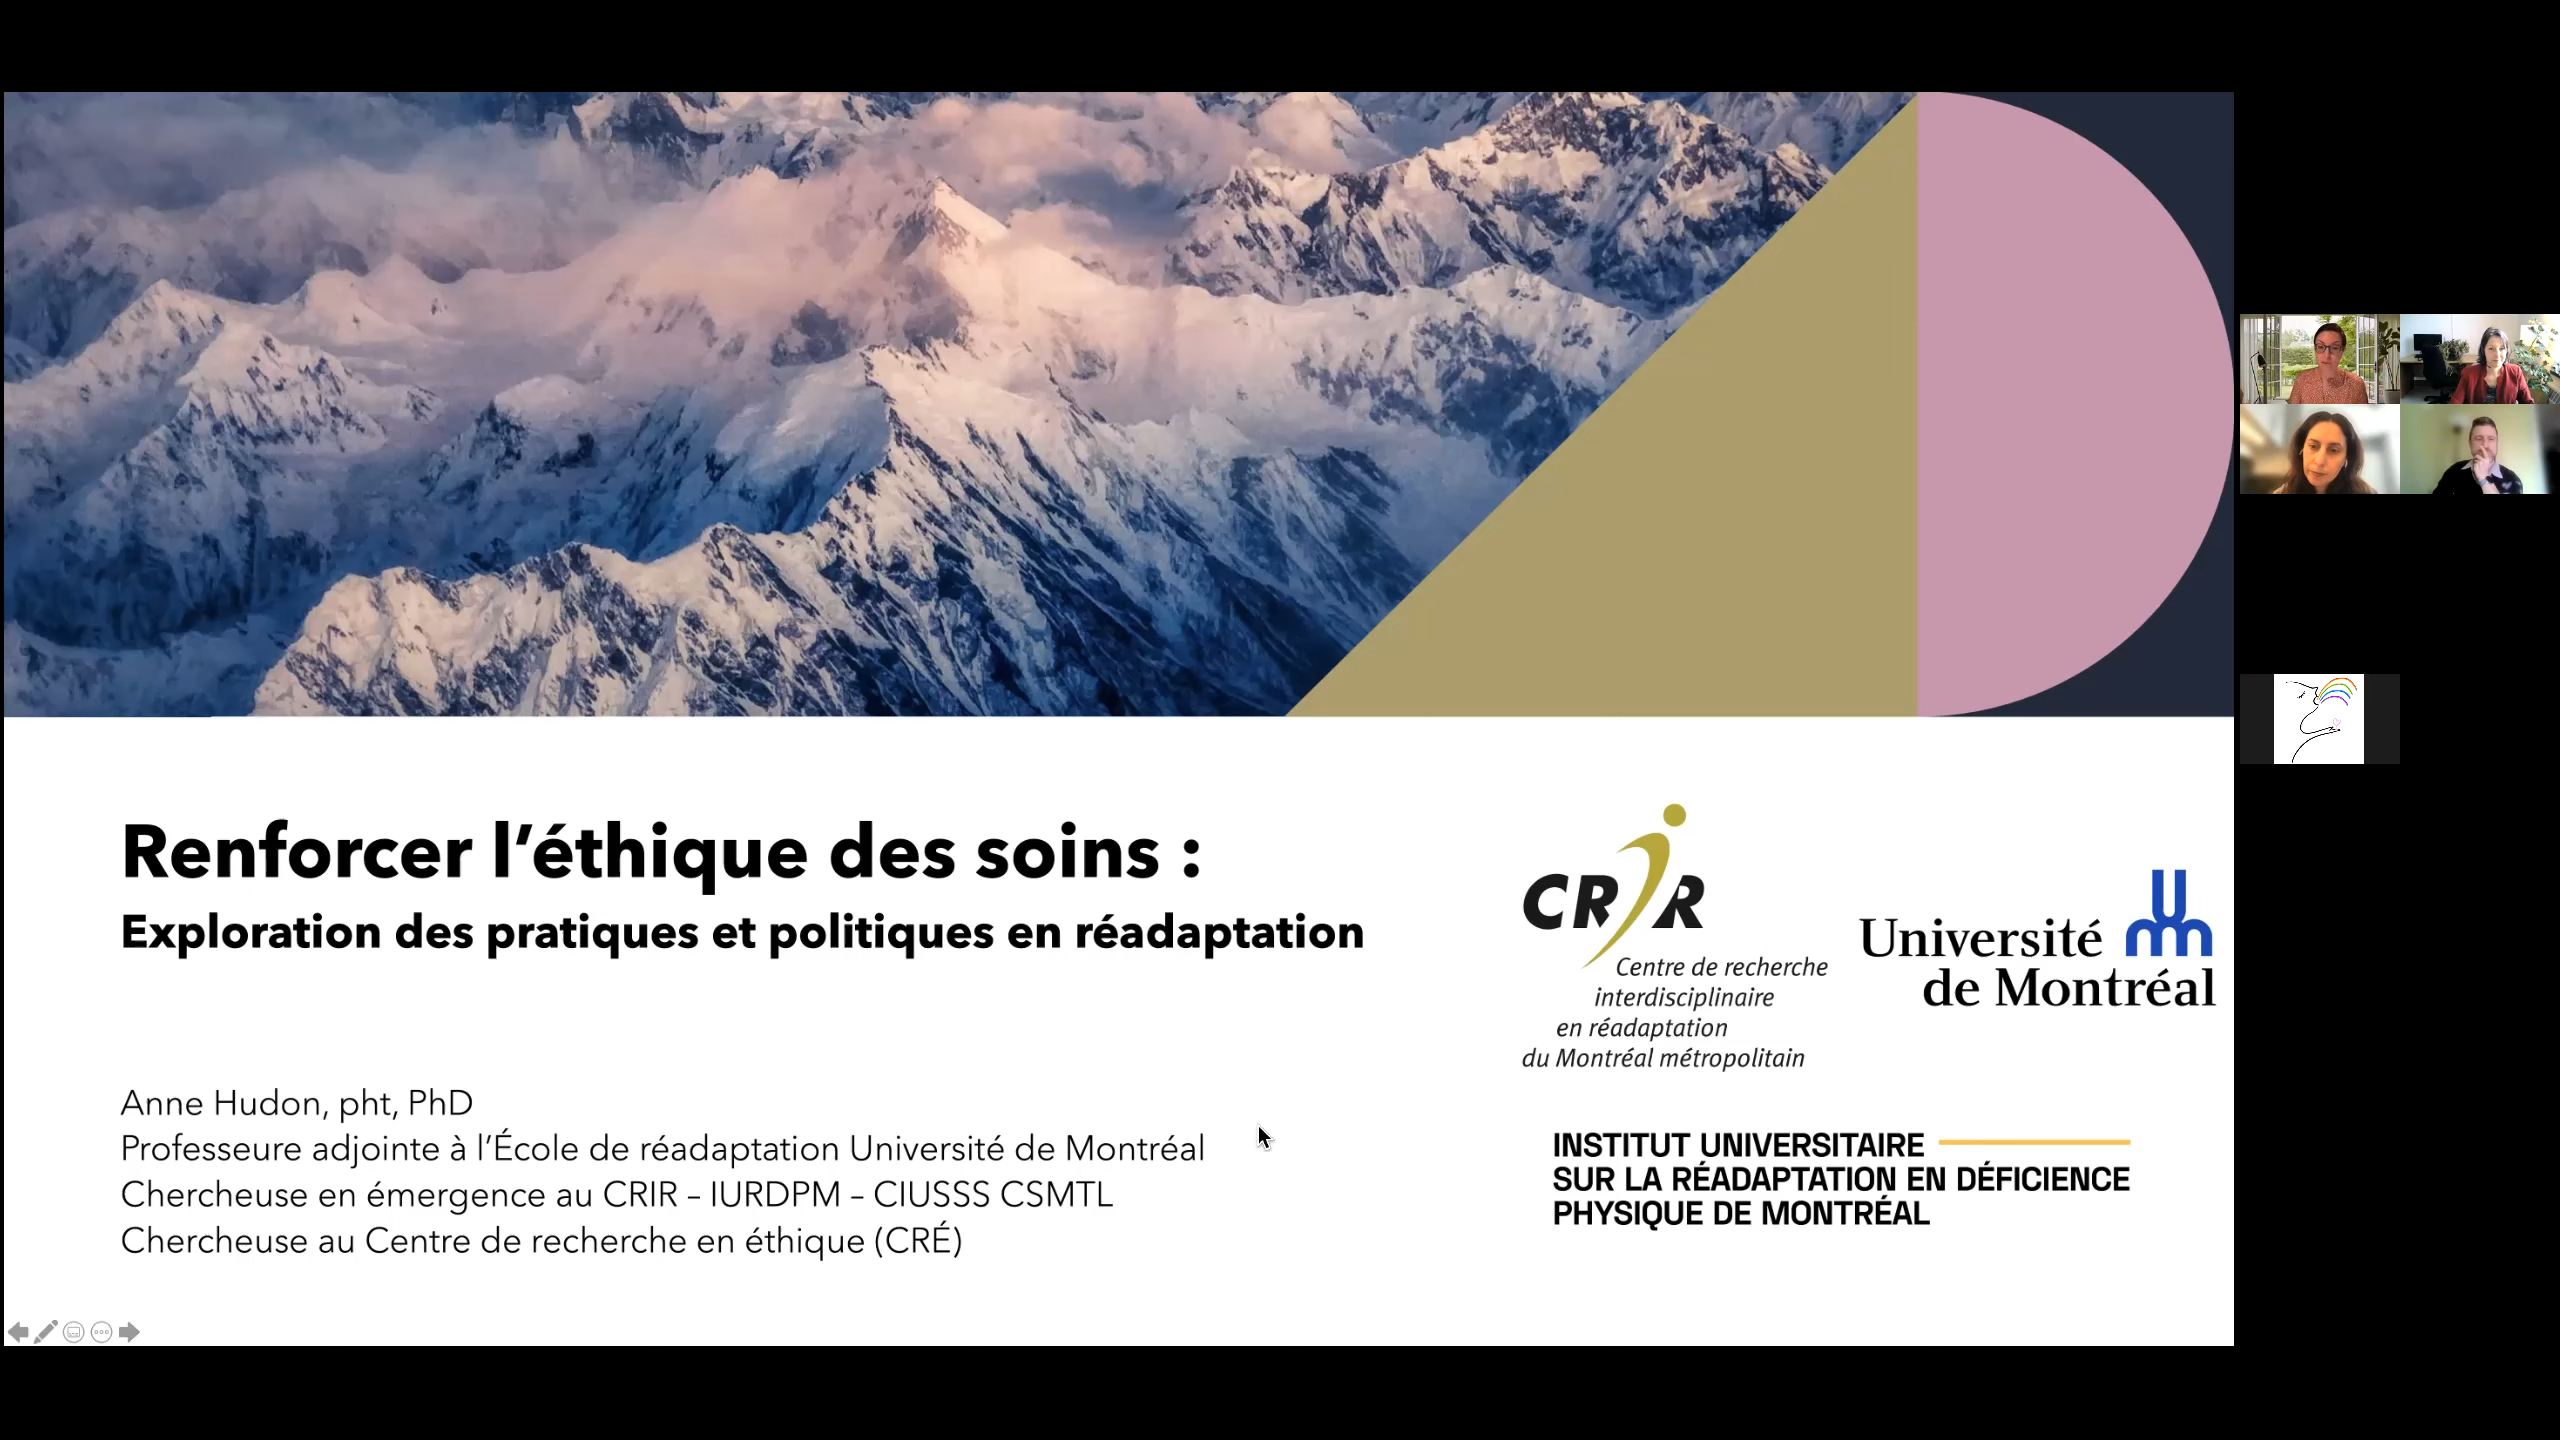 Renforcer l’éthique des soins :
Exploration des pratiques et politiques en réadaptation
Anne Hudon, pht, PhD
Professeure adjointe à l’École de réadaptation Université de Montréal
Chercheuse en émergence au CRIR – IURDPM – CIUSSS CSMTL
Chercheuse au Centre de recherche en éthique (CRÉ)
CRIR
Centre de recherche
interdisciplinaire
en réadaptation
du Montréal métropolitain
Université
de Montréal
INSTITUT UNIVERSITAIRE
SUR LA RÉADAPTATION EN DÉFICIENCE
PHYSIQUE DE MONTRÉAL